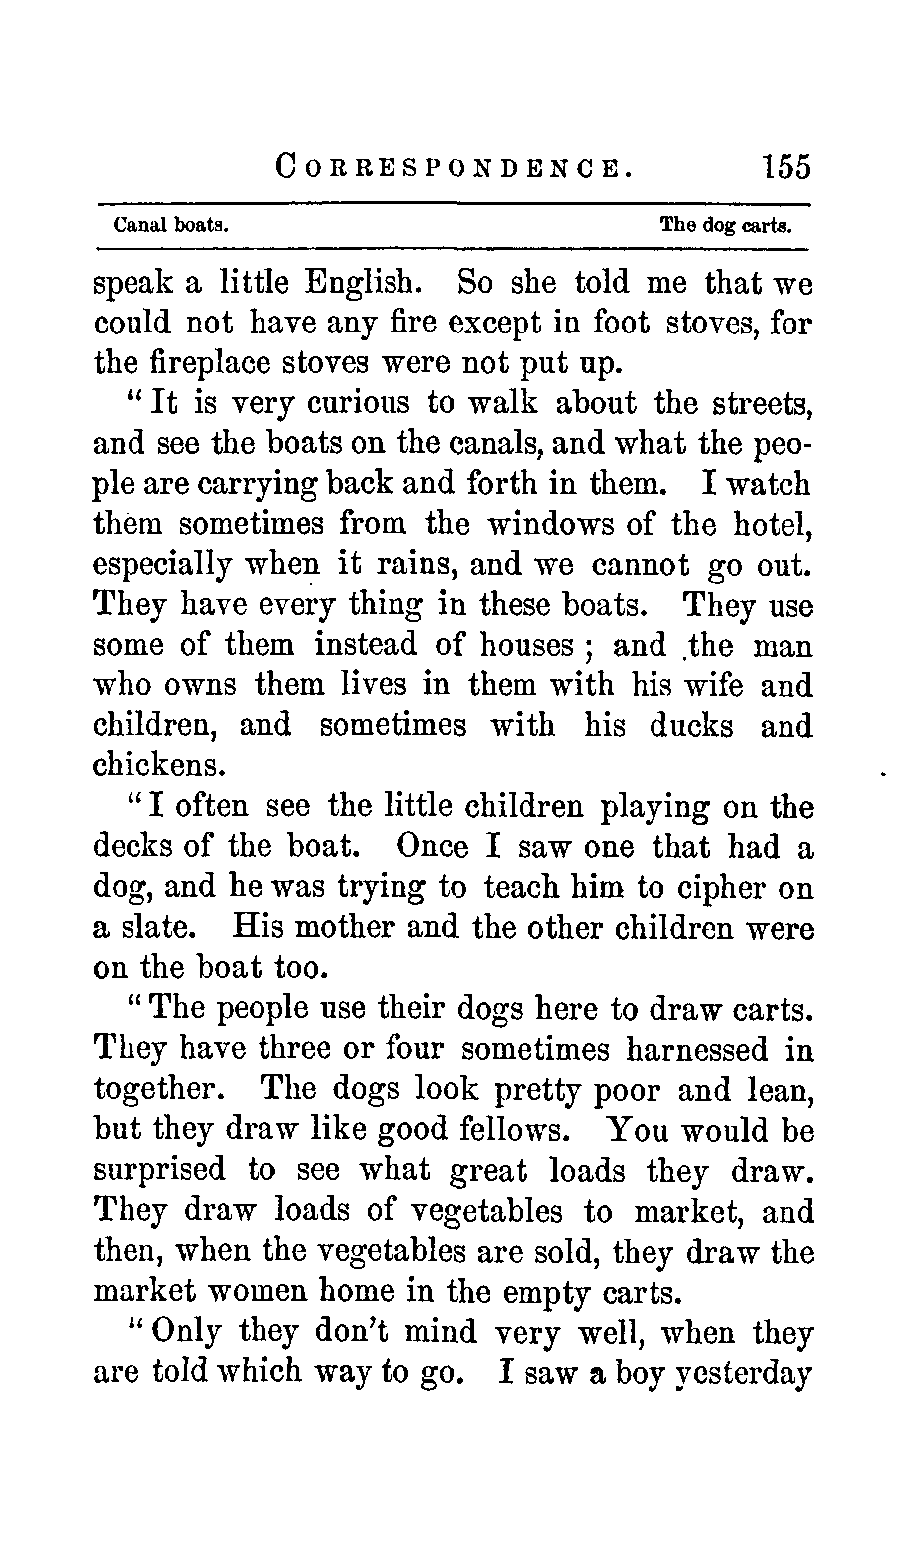 CORRESPONDENCE. 155
Canal boats. The dog carts.
speak a little English. So she told me that we
could not have any fire except in foot stoves, for
the fireplace stoves were not put up.
"It is very curious to walk about the streets,
and see the boats on the canals, and what the peo-
ple are carrying back and forth in them. I watch
them sometimes from the windows of the hotel,
especially when it rains, and we cannot go out.
They have every thing in these boats. They use
some of them instead of houses; and the man
who owns them lives in them with his wife and
children, and sometimes with his ducks and
chickens.
"I often see the little children playing on the
decks of the boat. Once I saw one that had a
dog, and he was trying to teach him to cipher on
a slate. His mother and the other children were
on the boat too.
"The people use their dogs here to draw carts.
They have three or four sometimes harnessed in
together. The dogs look pretty poor and lean,
but they draw like good fellows. You would be
surprised to see what great loads they draw.
They draw loads of vegetables to market, and
then, when the vegetables are sold, they draw the
market women home in the empty carts.
"Only they don't mind very well, when they
are told which way to go. I saw a boy yesterday